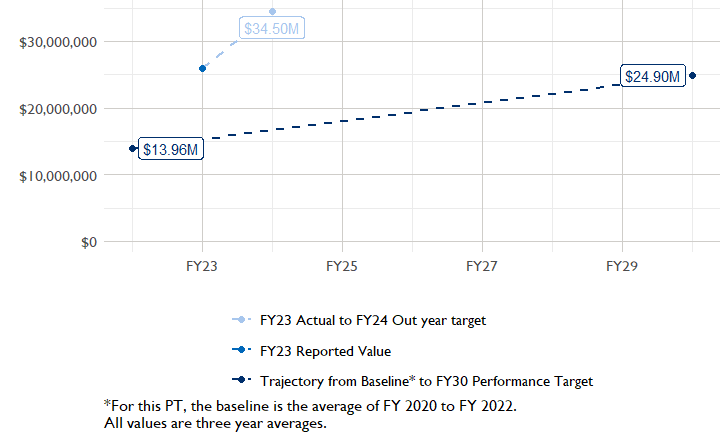 $34.50M
$30,000,000
$24.90M
$20,000,000
$13.96M
$10,000,000
$0
FY23 FY25 FY27 FY29
FY23 Actual to FY24 Out year target
FY23 Reported Value
Trajectory from Baseline* to FY30 Performance Target
*For this PT, the baseline is the average of FY 2020 to FY 2022.
All values are three year averages.